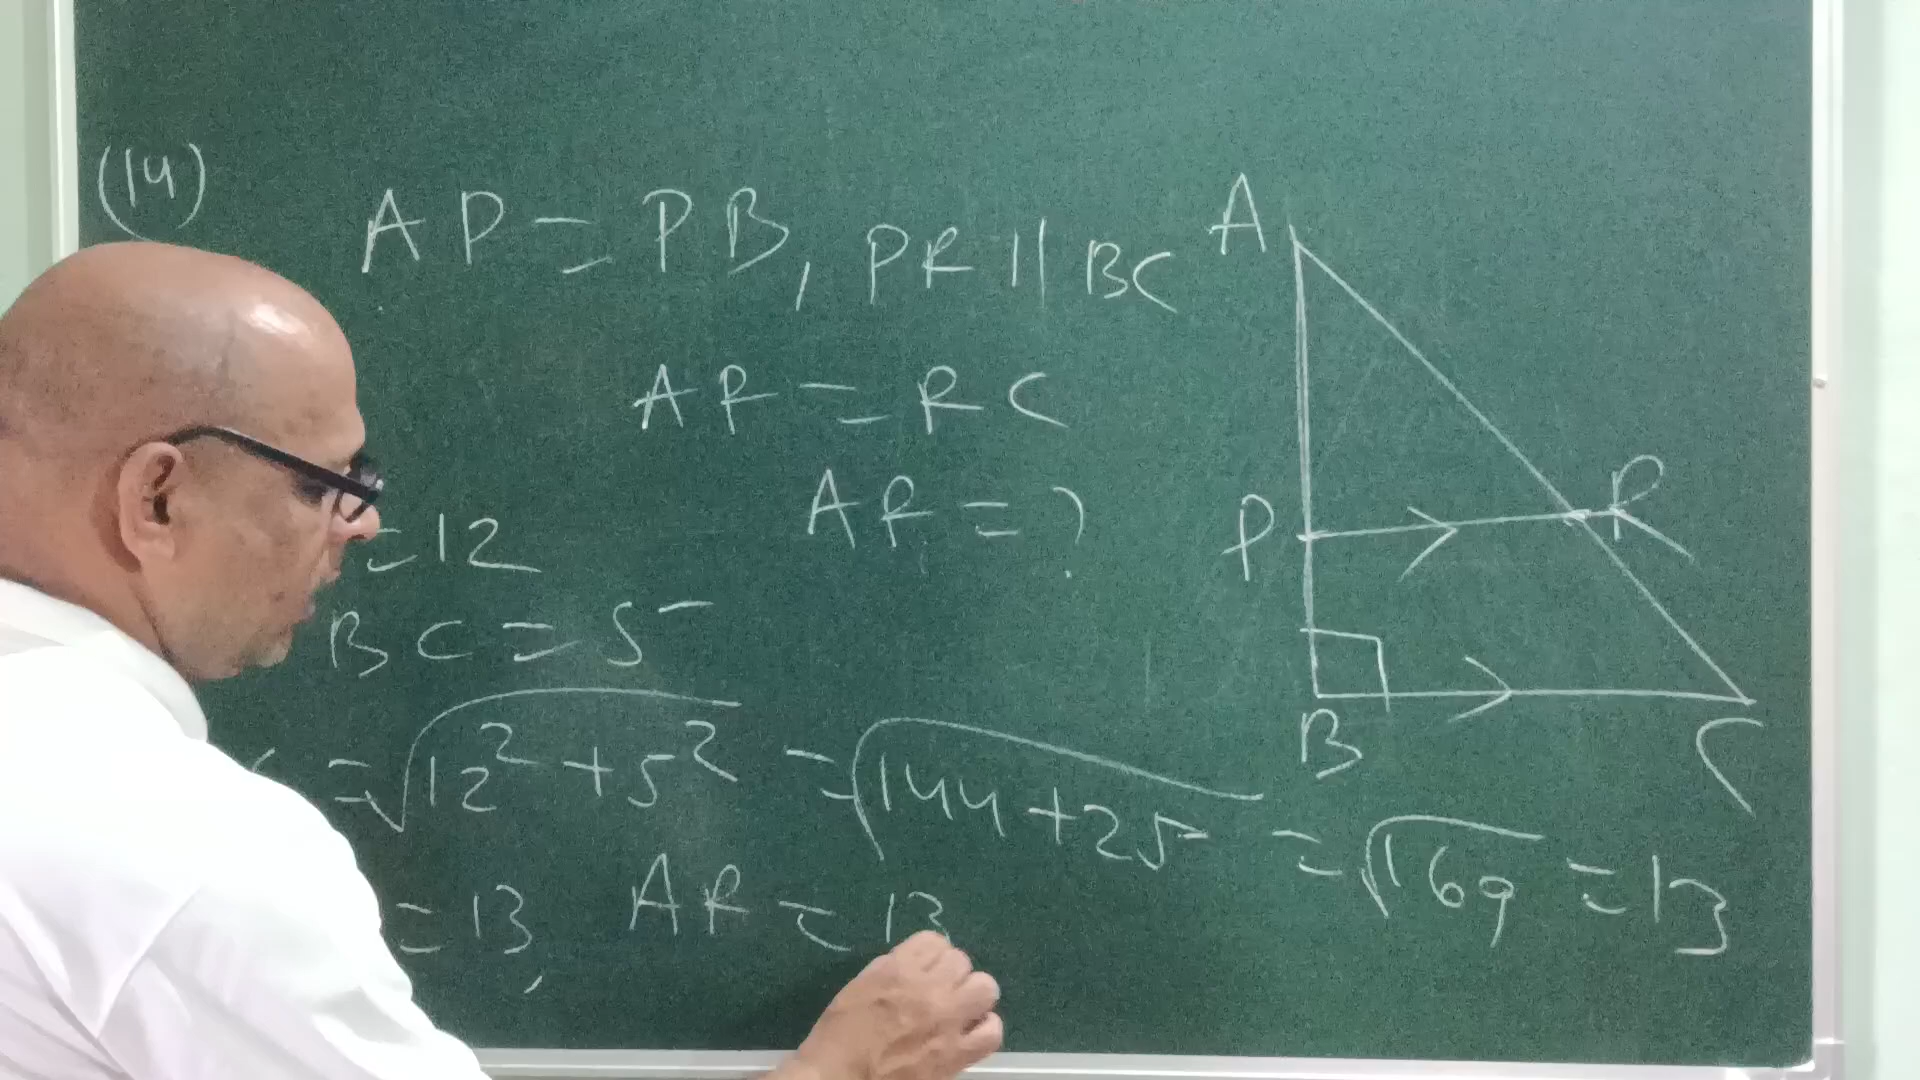 (14)
AP = PB, PR || BC
AR = RC
AR = ?
= 12
BC = 5
= √12² + 5² = √144 + 25 = √169 = 13
= 13, AR = 13
A
P
R
B
C